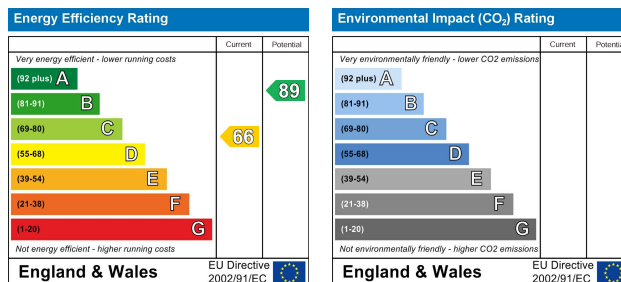 Energy Efficiency Rating
Current Potential
Very energy efficient - lower running costs
(92 plus) A
(81-91) B
89
(69-80) C
66
(55-68) D
(39-54) E
(21-38) F
(1-20) G
Not energy efficient - higher running costs
England & Wales
EU Directive
2002/91/EC
Environmental Impact (CO₂) Rating
Current Potential
Very environmentally friendly - lower CO2 emissions
(92 plus) A
(81-91) B
(69-80) C
(55-68) D
(39-54) E
(21-38) F
(1-20) G
Not environmentally friendly - higher CO2 emissions
England & Wales
EU Directive
2002/91/EC